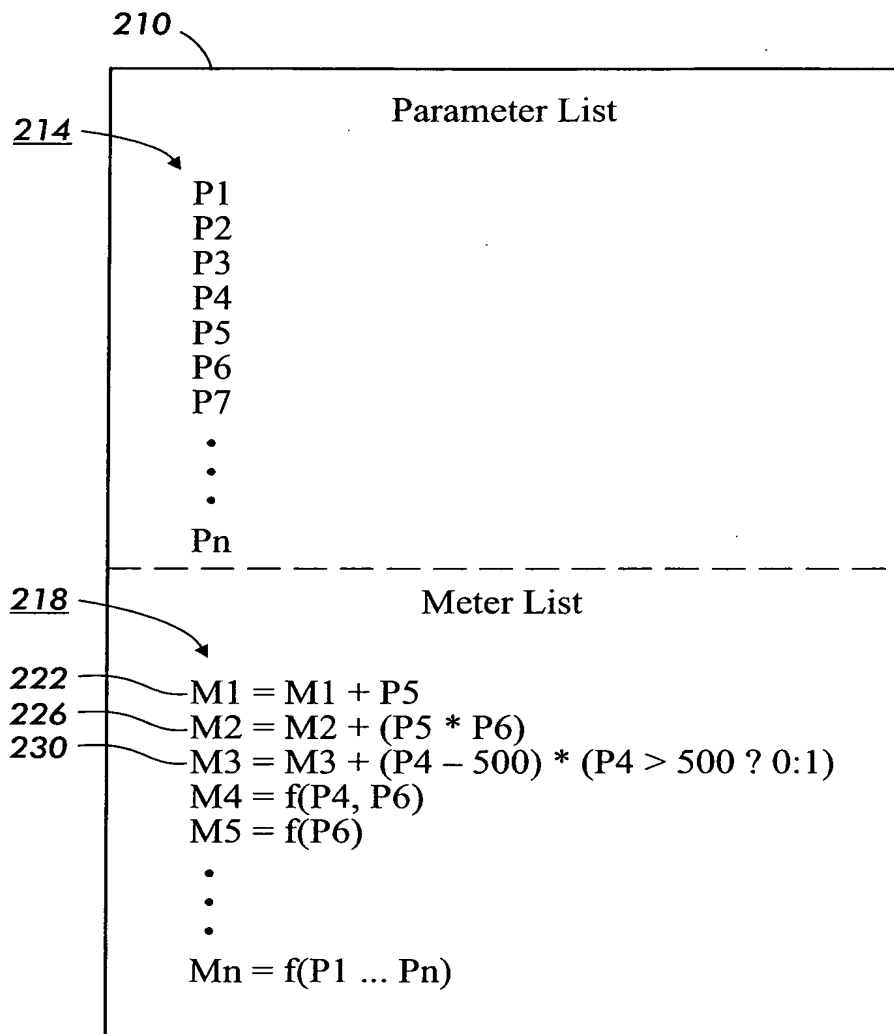 210
Parameter List
214
P1
P2
P3
P4
P5
P6
P7
Pn
Meter List
218
222 M1 = M1 + P5
226 M2 = M2 + (P5 * P6)
230 M3 = M3 + (P4 – 500) * (P4 > 500 ? 0:1)
M4 = f(P4, P6)
M5 = f(P6)
Mn = f(P1 ... Pn)